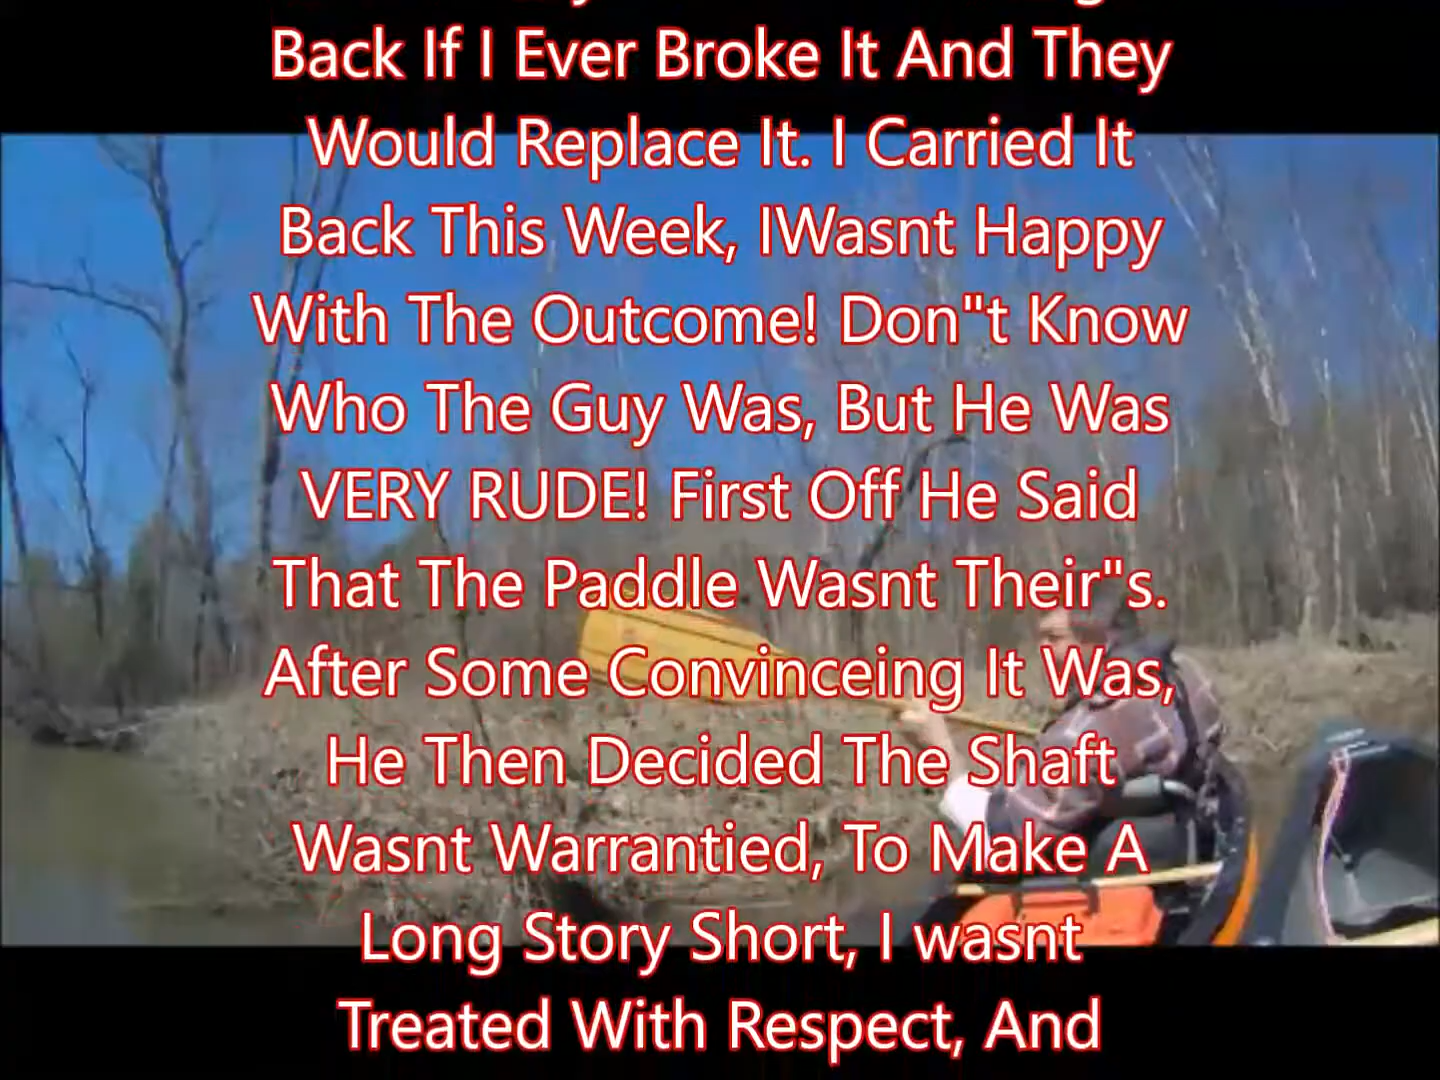 Back If I Ever Broke It And They
Would Replace It. I Carried It
Back This Week, IWasnt Happy
With The Outcome! Don"t Know
Who The Guy Was, But He Was
VERY RUDE! First Off He Said
That The Paddle Wasnt Their"s.
After Some Convinceing It Was,
He Then Decided The Shaft
Wasnt Warrantied, To Make A
Long Story Short, I wasnt
Treated With Respect, And